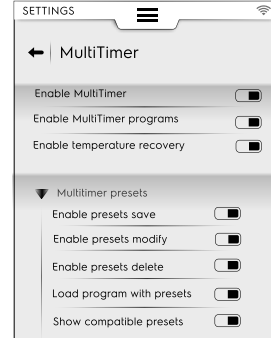 SETTINGS
MultiTimer
Enable MultiTimer
Enable MultiTimer programs
Enable temperature recovery
Multitimer presets
Enable presets save
Enable presets modify
Enable presets delete
Load program with presets
Show compatible presets